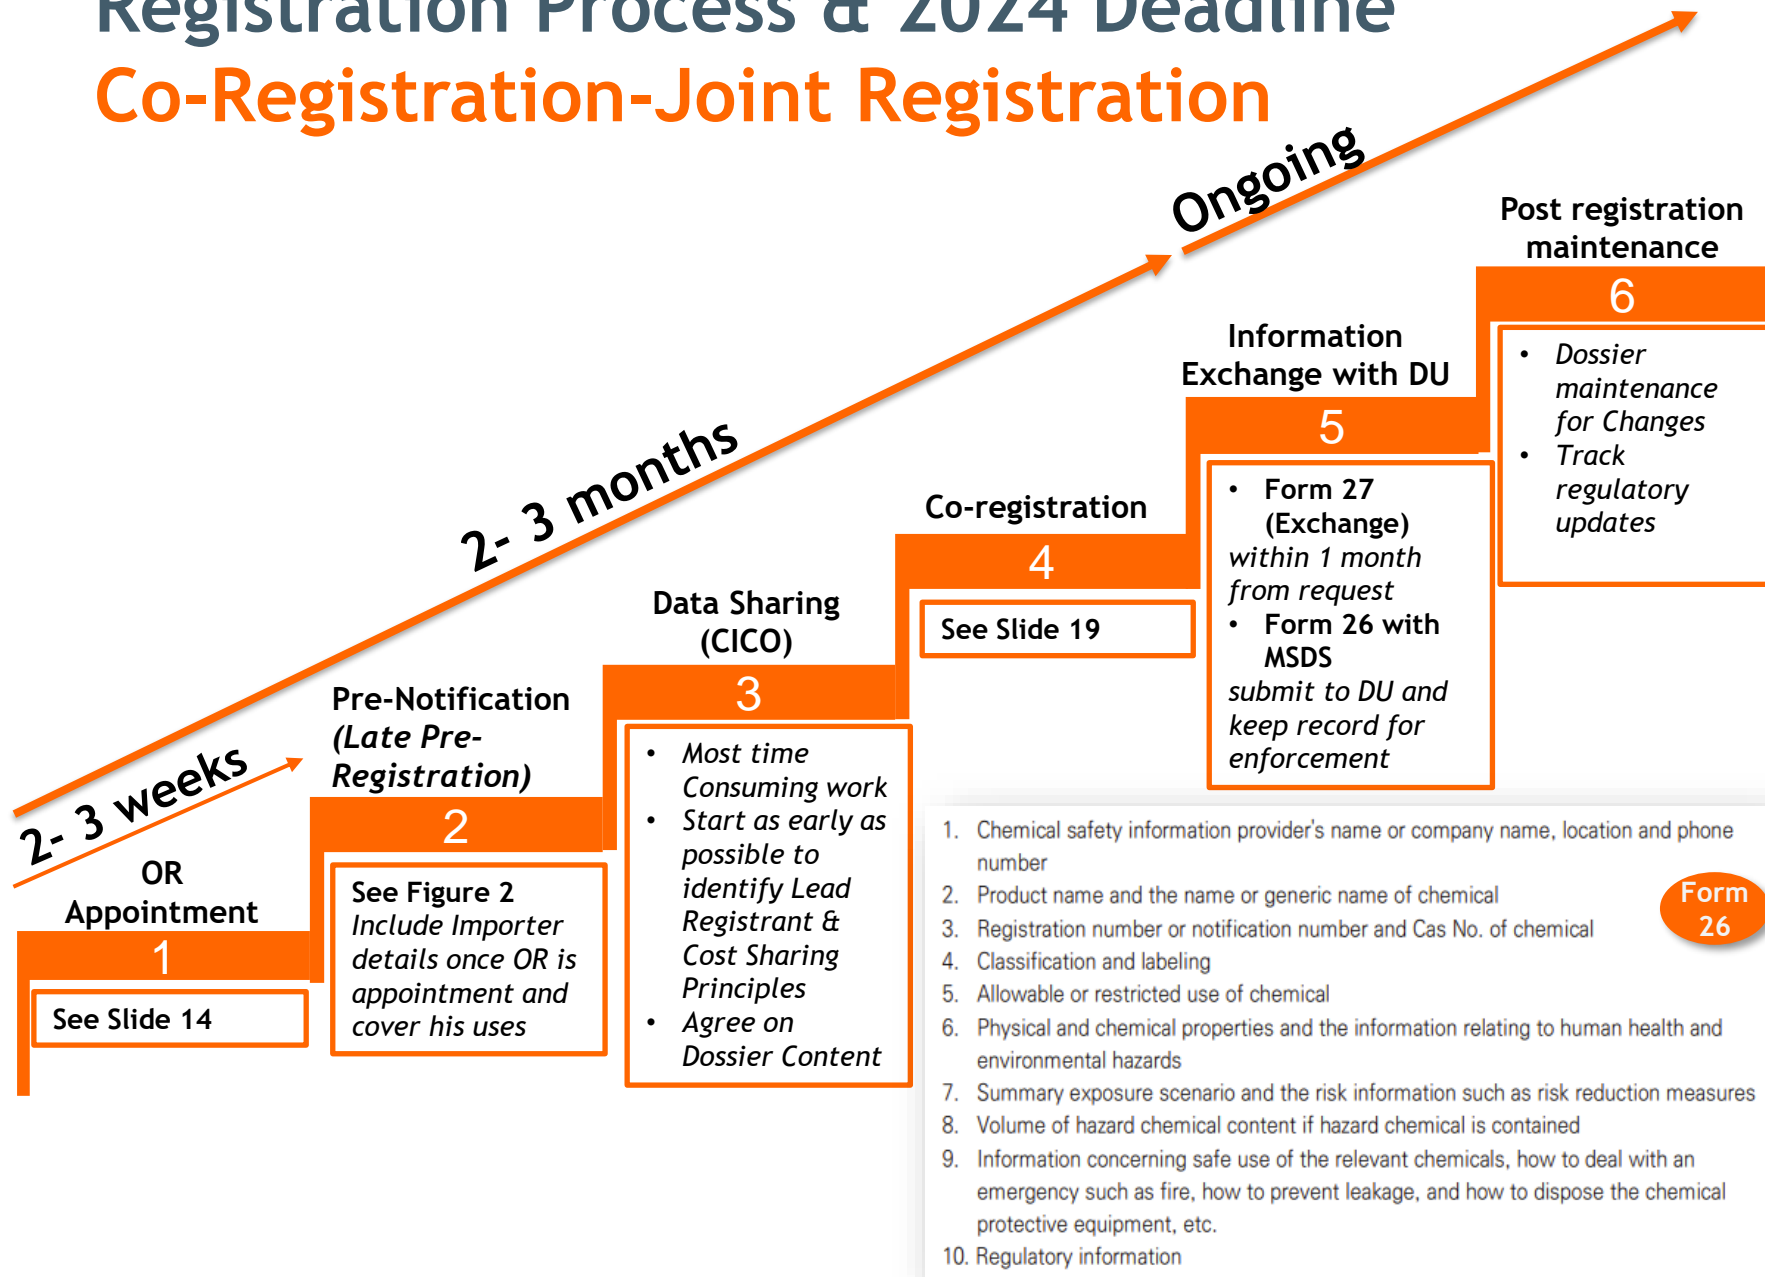 Registration Process & 2024 Deadline
Co-Registration-Joint Registration
2- 3 weeks
2- 3 months
Ongoing
OR
Appointment
1
See Slide 14
Pre-Notification
(Late Pre-
Registration)
2
See Figure 2
Include Importer
details once OR is
appointment and
cover his uses
Data Sharing
(CICO)
3
• Most time
Consuming work
• Start as early as
possible to
identify Lead
Registrant &
Cost Sharing
Principles
• Agree on
Dossier Content
Co-registration
4
See Slide 19
Information
Exchange with DU
5
• Form 27
(Exchange)
within 1 month
from request
• Form 26 with
MSDS
submit to DU and
keep record for
enforcement
Post registration
maintenance
6
• Dossier
maintenance
for Changes
• Track
regulatory
updates
Form
26
1. Chemical safety information provider's name or company name, location and phone
number
2. Product name and the name or generic name of chemical
3. Registration number or notification number and Cas No. of chemical
4. Classification and labeling
5. Allowable or restricted use of chemical
6. Physical and chemical properties and the information relating to human health and
environmental hazards
7. Summary exposure scenario and the risk information such as risk reduction measures
8. Volume of hazard chemical content if hazard chemical is contained
9. Information concerning safe use of the relevant chemicals, how to deal with an
emergency such as fire, how to prevent leakage, and how to dispose the chemical
protective equipment, etc.
10. Regulatory information